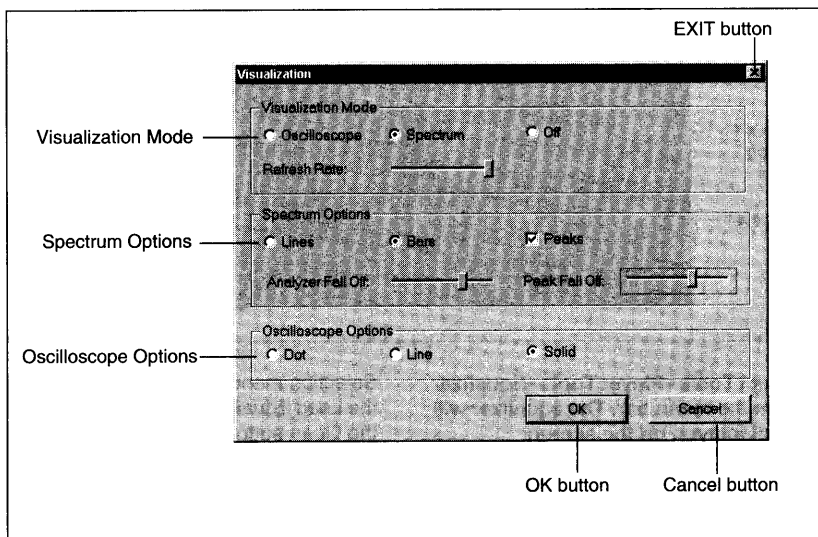 EXIT button
Visualization
Visualization Mode
Visualization Mode
Oscilloscope Spectrum Off
Refresh Rate:
Spectrum Options
Spectrum Options
Lines Bars Peaks
Analyzer Fall Off: Peak Fall Off:
Oscilloscope Options
Oscilloscope Options
Dot Line Solid
OK Cancel
OK button Cancel button